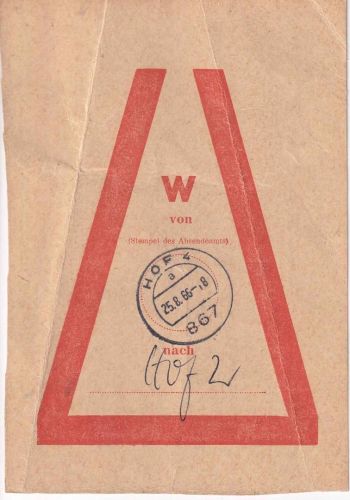 W
von
(Stempel des Absendeamts)
HOF 4
a
25.8.66-18
867
nach
Hof 2